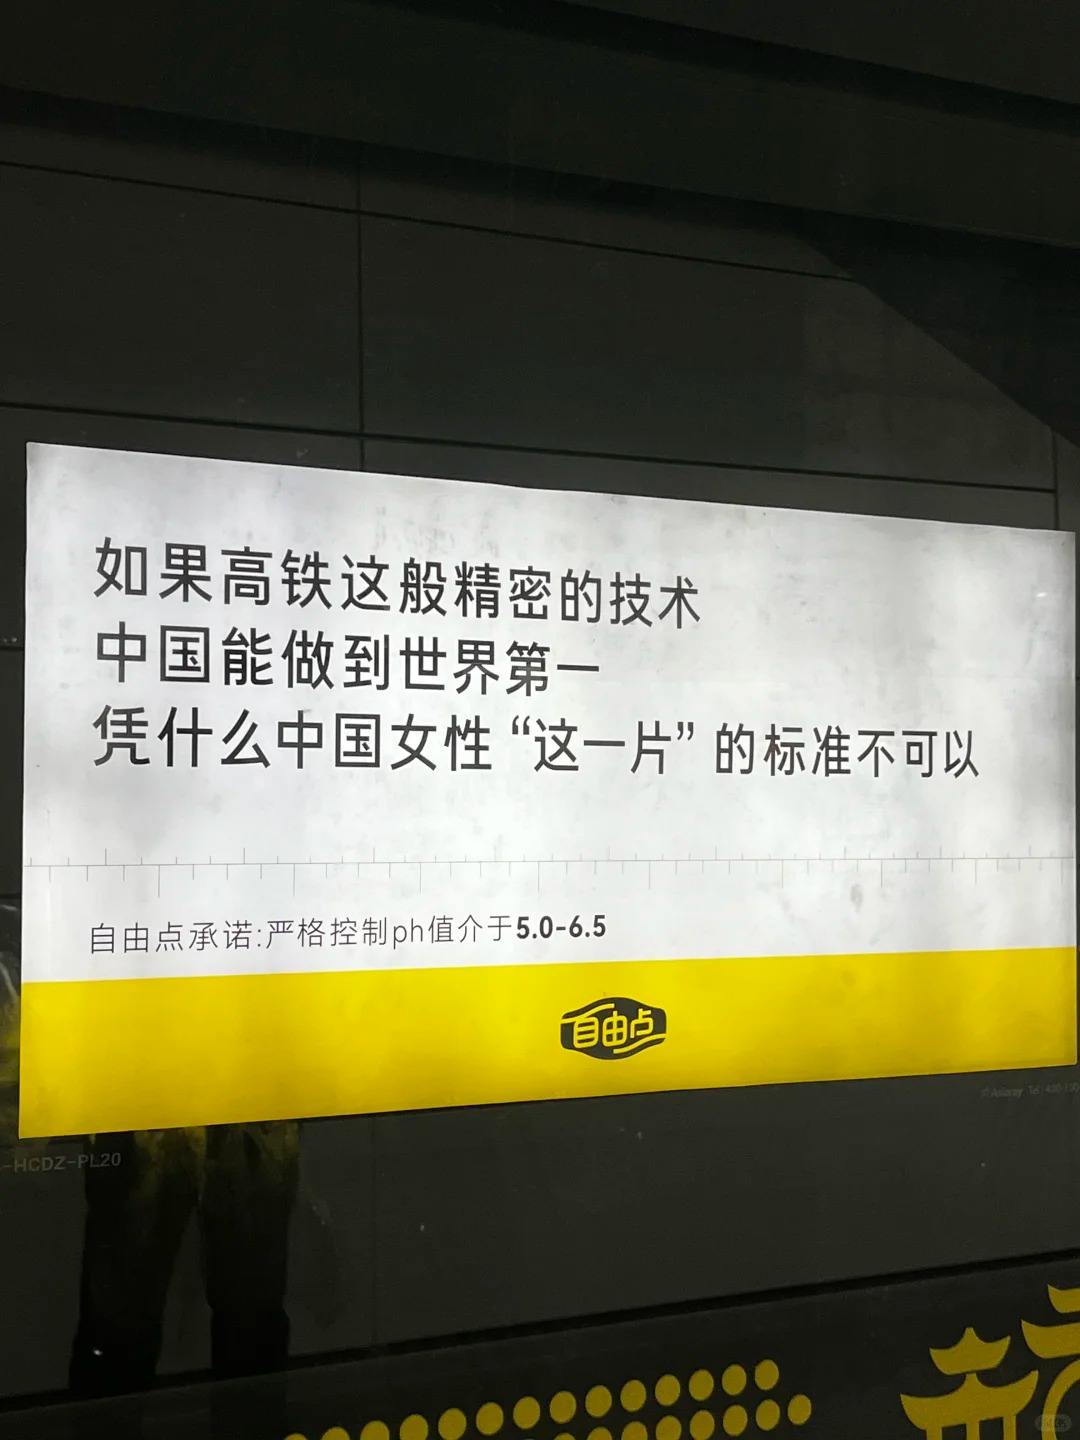 如果高铁这般精密的技术
中国能做到世界第一
凭什么中国女性“这一片”的标准不可以
自由点承诺:严格控制ph值介于5.0-6.5
自由点
-HCDZ-PL20